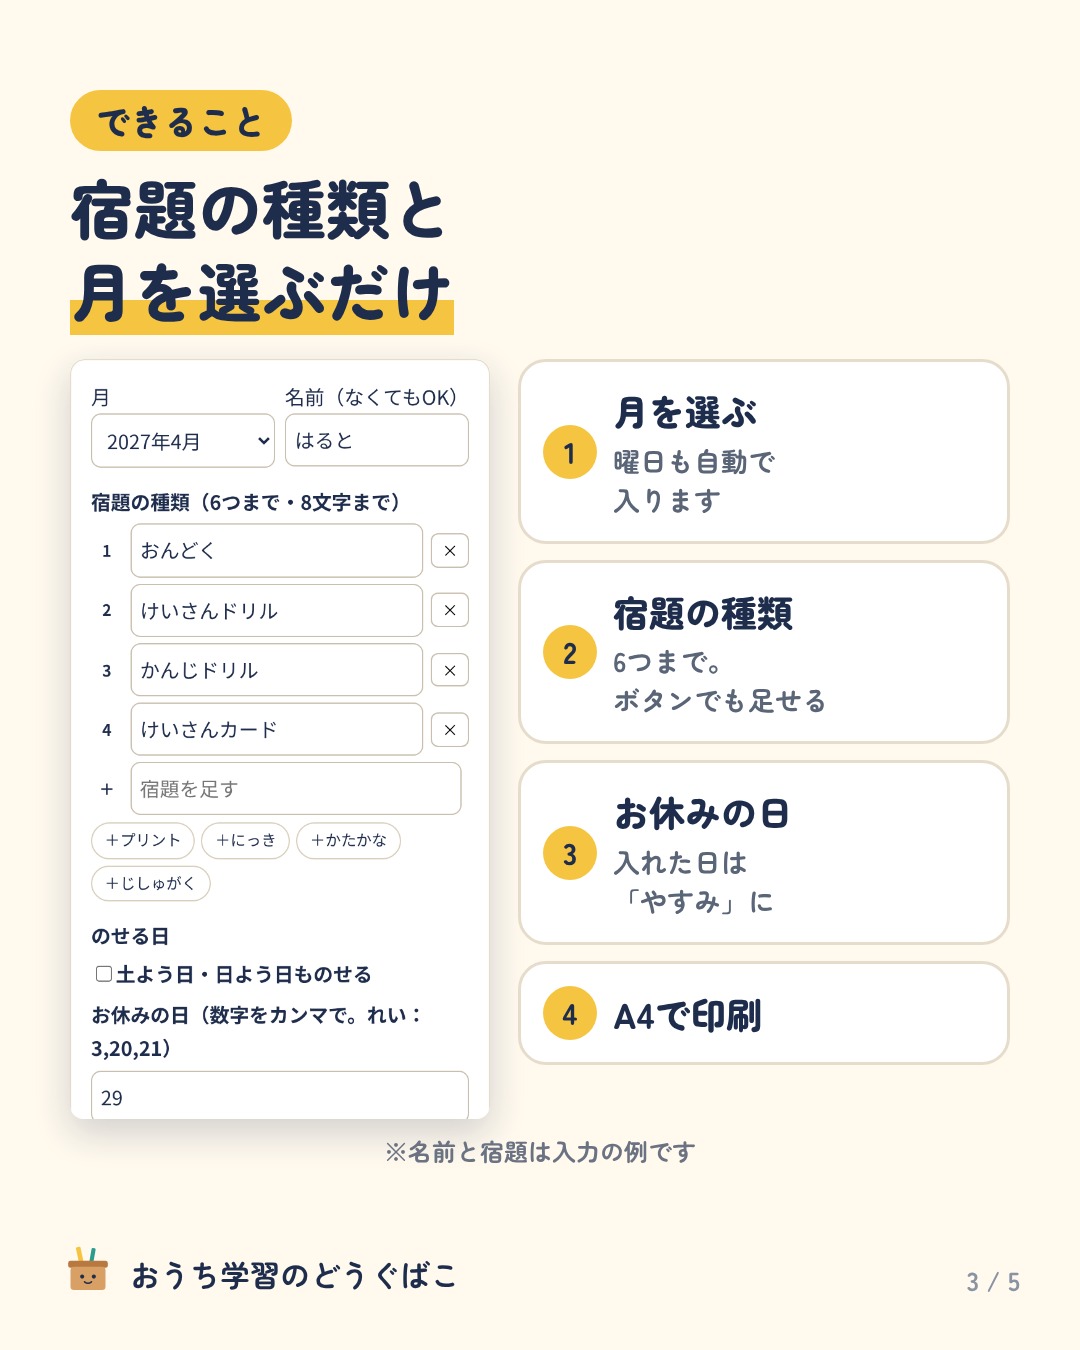 できること
宿題の種類と
月を選ぶだけ
月
名前（なくてもOK）
2027年4月
はると
宿題の種類（6つまで・8文字まで）
1 おんどく ×
2 けいさんドリル ×
3 かんじドリル ×
4 けいさんカード ×
＋ 宿題を足す
＋プリント ＋にっき ＋かたかな
＋じしゅがく
のせる日
土よう日・日よう日ものせる
お休みの日（数字をカンマで。れい：
3,20,21）
29
1 月を選ぶ
曜日も自動で
入ります
2 宿題の種類
6つまで。
ボタンでも足せる
3 お休みの日
入れた日は
「やすみ」に
4 A4で印刷
※名前と宿題は入力の例です
おうち学習のどうぐばこ
3 / 5